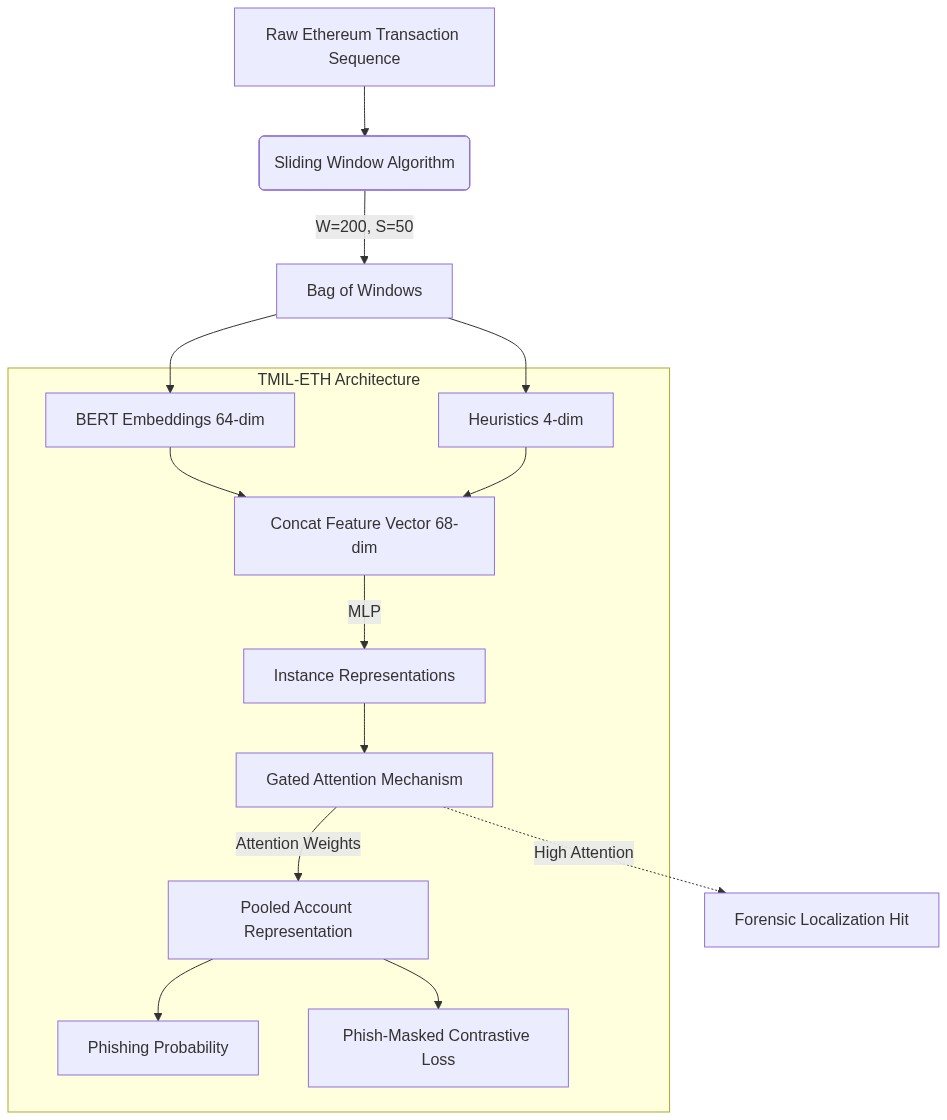 Raw Ethereum Transaction
Sequence
Sliding Window Algorithm
W=200, S=50
Bag of Windows
TMIL-ETH Architecture
BERT Embeddings 64-dim
Heuristics 4-dim
Concat Feature Vector 68-
dim
MLP
Instance Representations
Gated Attention Mechanism
Attention Weights
High Attention
Pooled Account
Representation
Forensic Localization Hit
Phishing Probability
Phish-Masked Contrastive
Loss